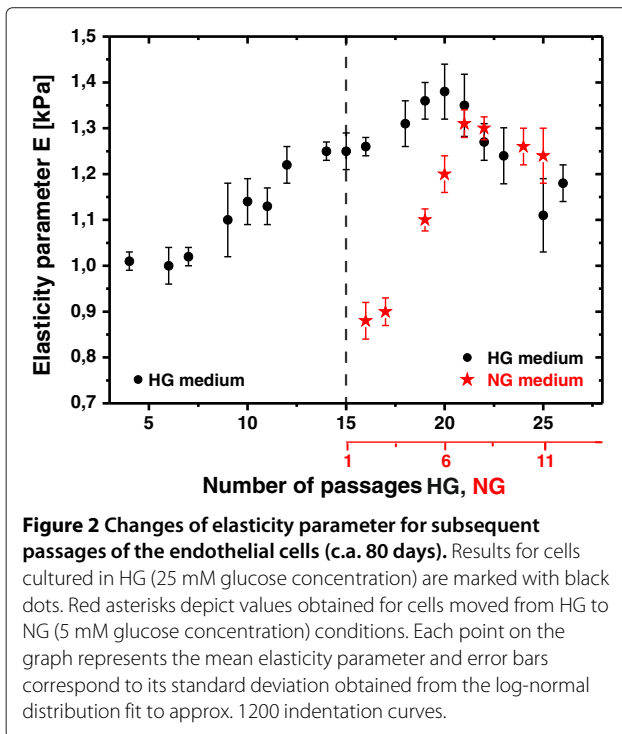 1,5
1,4
1,3
1,2
1,1
1,0
0,9
0,8
0,7
Elasticity parameter E [kPa]
HG medium
HG medium
NG medium
5 10 15 20 25
1 6 11
Number of passages HG, NG
Figure 2 Changes of elasticity parameter for subsequent
passages of the endothelial cells (c.a. 80 days). Results for cells
cultured in HG (25 mM glucose concentration) are marked with black
dots. Red asterisks depict values obtained for cells moved from HG to
NG (5 mM glucose concentration) conditions. Each point on the
graph represents the mean elasticity parameter and error bars
correspond to its standard deviation obtained from the log-normal
distribution fit to approx. 1200 indentation curves.